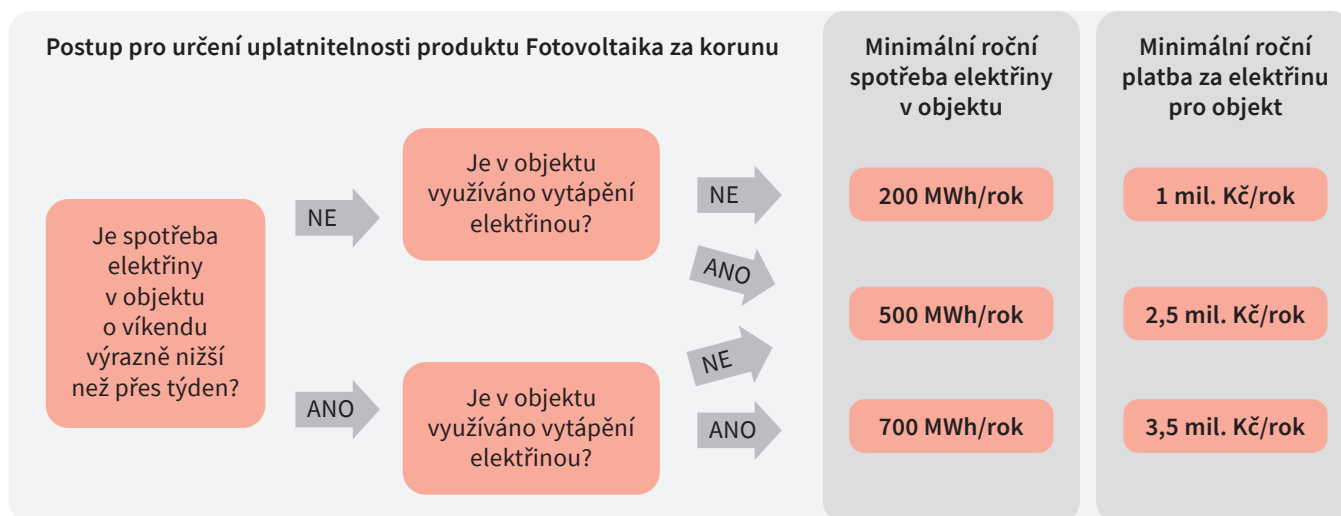 Postup pro určení uplatnitelnosti produktu Fotovoltaika za korunu
Minimální roční
spotřeba elektřiny
v objektu
Minimální roční
platba za elektřinu
pro objekt
Je spotřeba
elektřiny
v objektu
o víkendu
výrazně nižší
než přes týden?
NE
Je v objektu
využíváno vytápění
elektřinou?
NE
200 MWh/rok
1 mil. Kč/rok
ANO
500 MWh/rok
2,5 mil. Kč/rok
NE
ANO
Je v objektu
využíváno vytápění
elektřinou?
ANO
700 MWh/rok
3,5 mil. Kč/rok